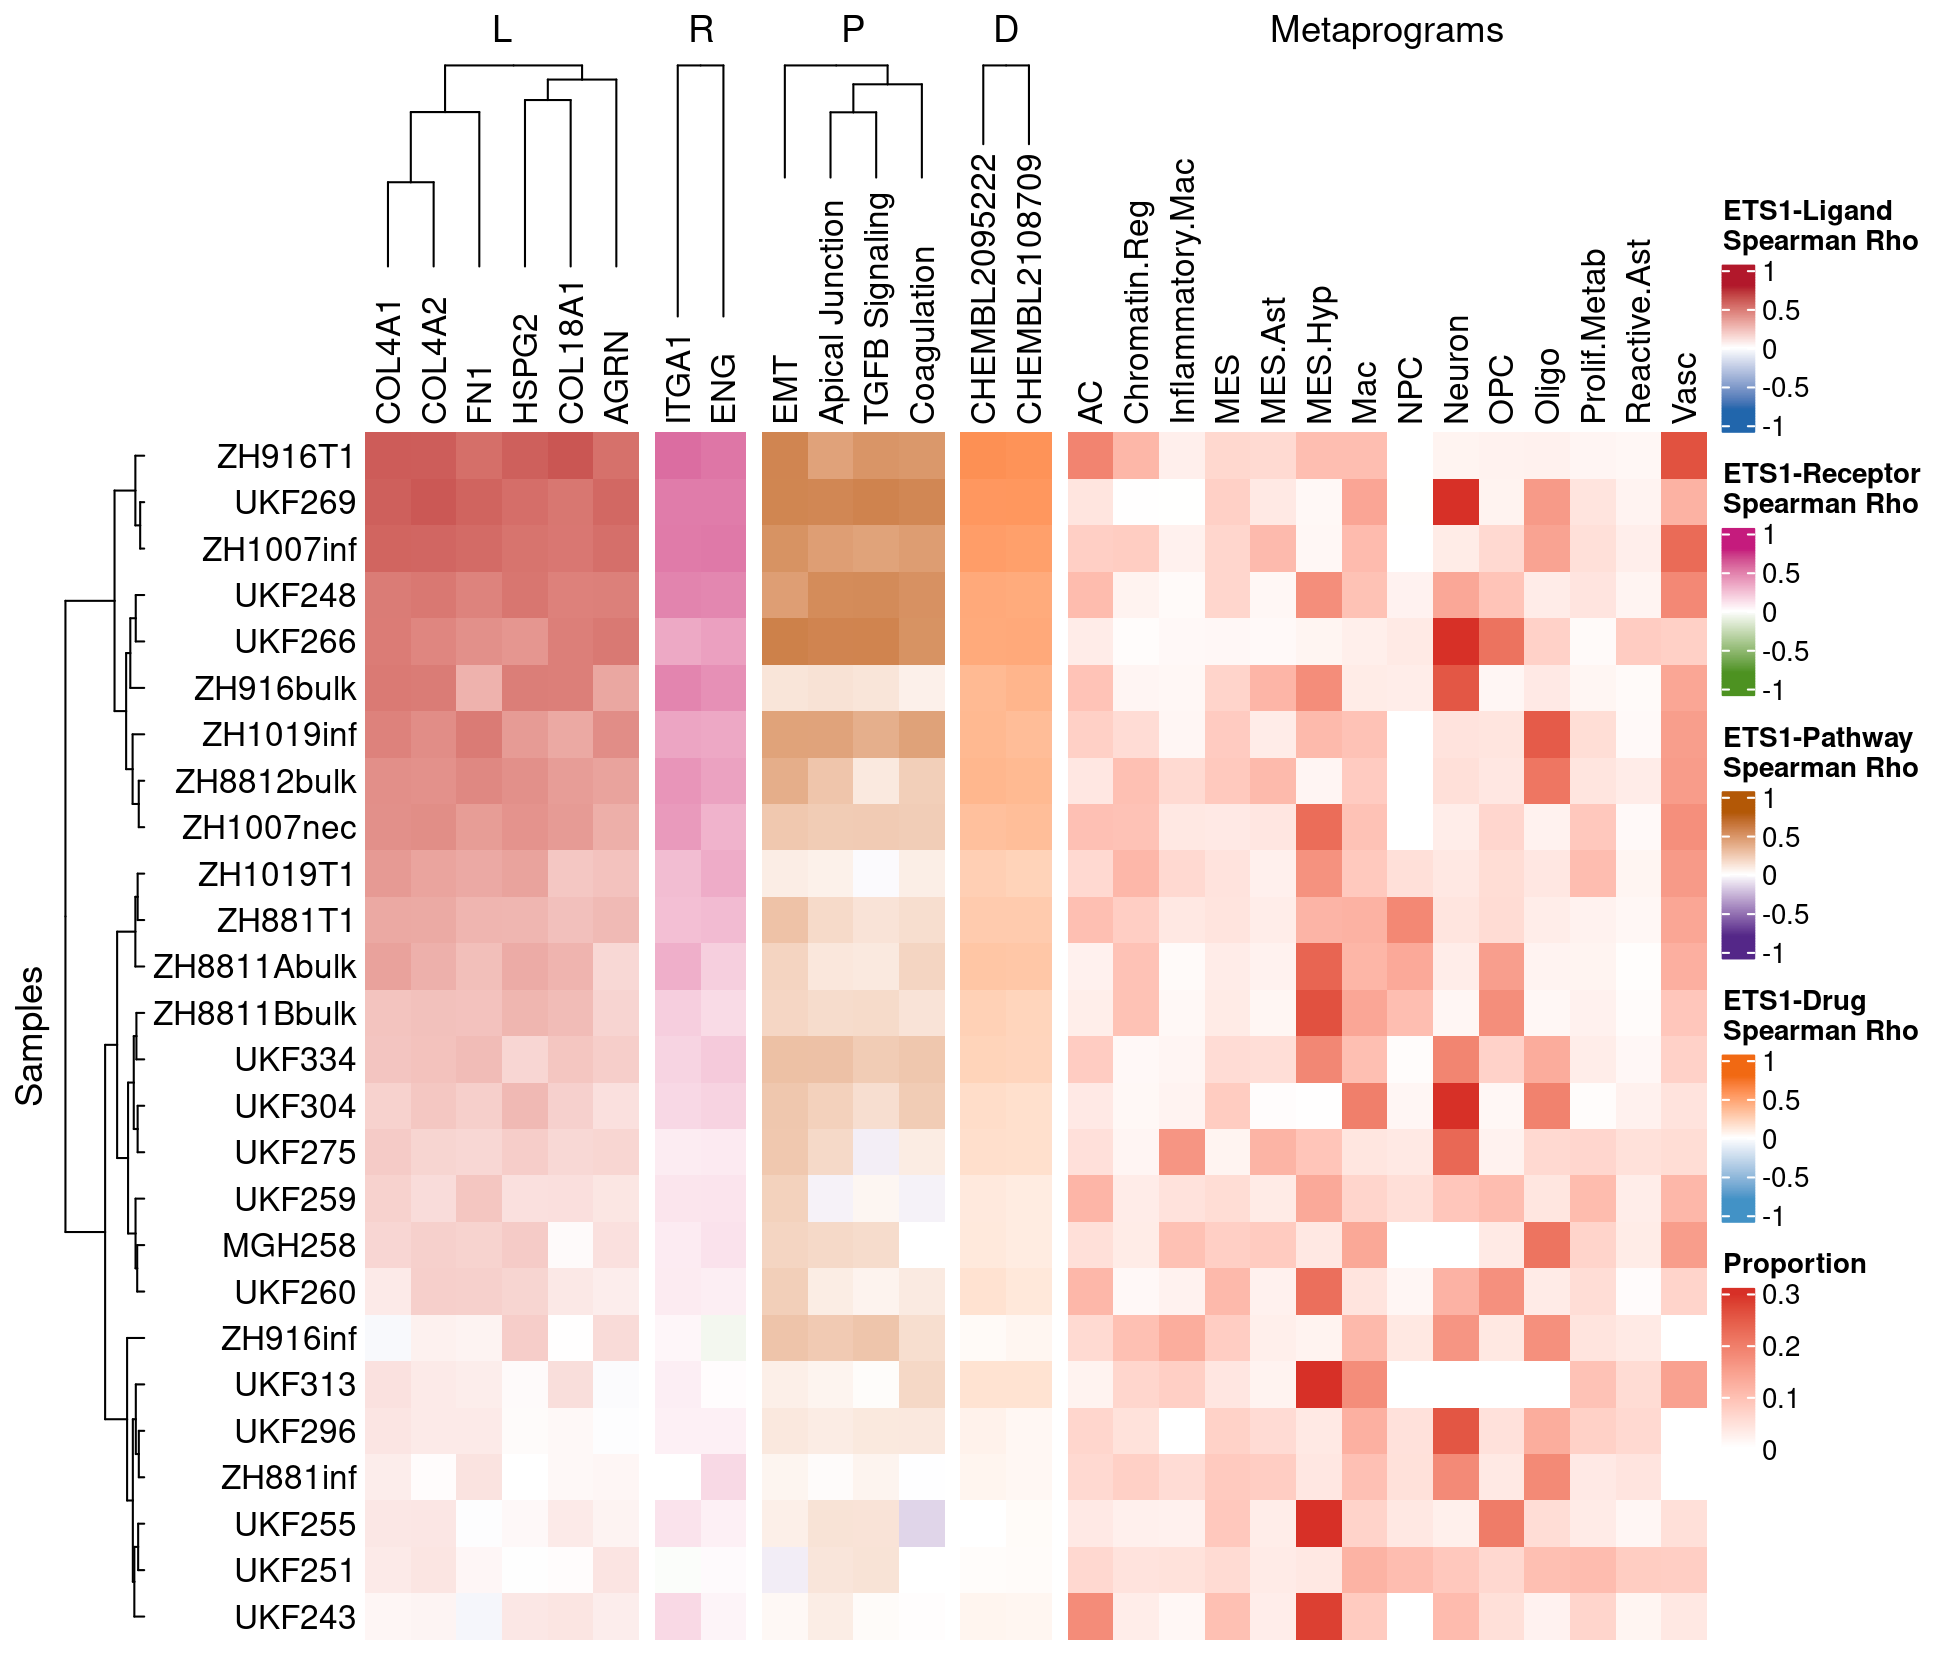 L R P D Metaprograms
COL4A1
COL4A2
FN1
HSPG2
COL18A1
AGRN
ITGA1
ENG
EMT
Apical Junction
TGFB Signaling
Coagulation
CHEMBL2095222
CHEMBL2108709
AC
Chromatin.Reg
Inflammatory.Mac
MES
MES.Ast
MES.Hyp
Mac
NPC
Neuron
OPC
Oligo
Prolif.Metab
Reactive.Ast
Vasc
Samples
ZH916T1
UKF269
ZH1007inf
UKF248
UKF266
ZH916bulk
ZH1019inf
ZH8812bulk
ZH1007nec
ZH1019T1
ZH881T1
ZH8811Abulk
ZH8811Bbulk
UKF334
UKF304
UKF275
UKF259
MGH258
UKF260
ZH916inf
UKF313
UKF296
ZH881inf
UKF255
UKF251
UKF243
ETS1-Ligand
Spearman Rho
1
0.5
0
-0.5
-1
ETS1-Receptor
Spearman Rho
1
0.5
0
-0.5
-1
ETS1-Pathway
Spearman Rho
1
0.5
0
-0.5
-1
ETS1-Drug
Spearman Rho
1
0.5
0
-0.5
-1
Proportion
0.3
0.2
0.1
0